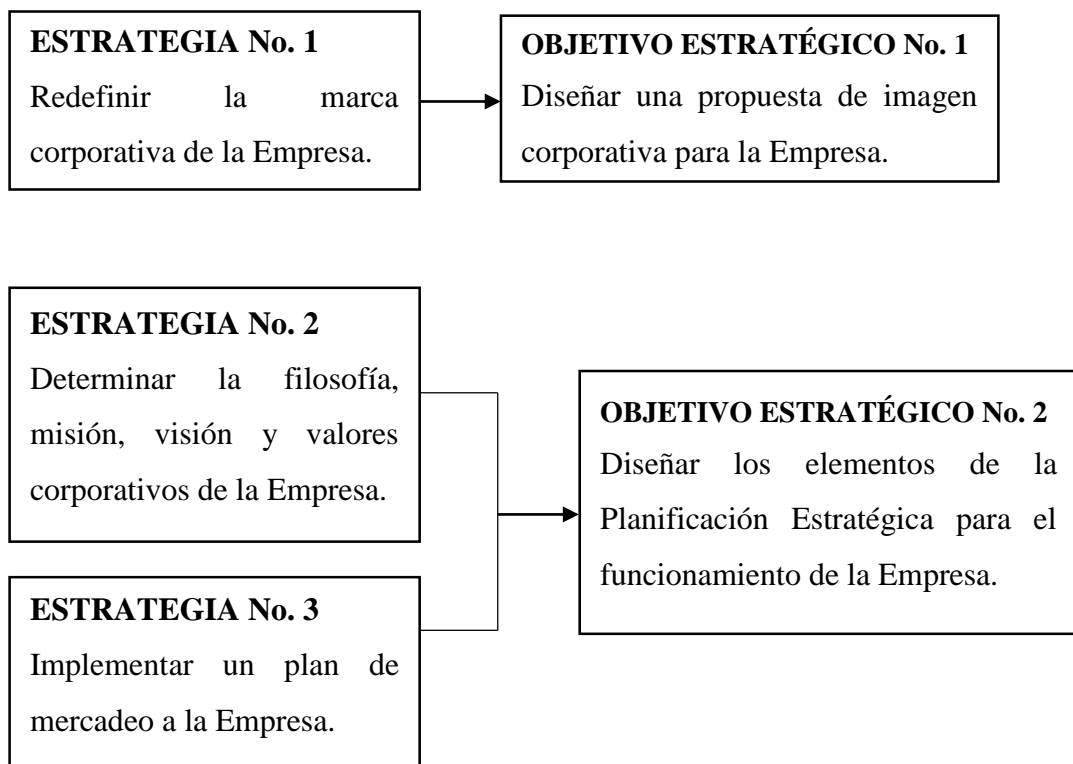 ESTRATEGIA No. 1
Redefinir la marca
corporativa de la Empresa.
OBJETIVO ESTRATÉGICO No. 1
Diseñar una propuesta de imagen
corporativa para la Empresa.
ESTRATEGIA No. 2
Determinar la filosofía,
misión, visión y valores
corporativos de la Empresa.
ESTRATEGIA No. 3
Implementar un plan de
mercadeo a la Empresa.
OBJETIVO ESTRATÉGICO No. 2
Diseñar los elementos de la
Planificación Estratégica para el
funcionamiento de la Empresa.